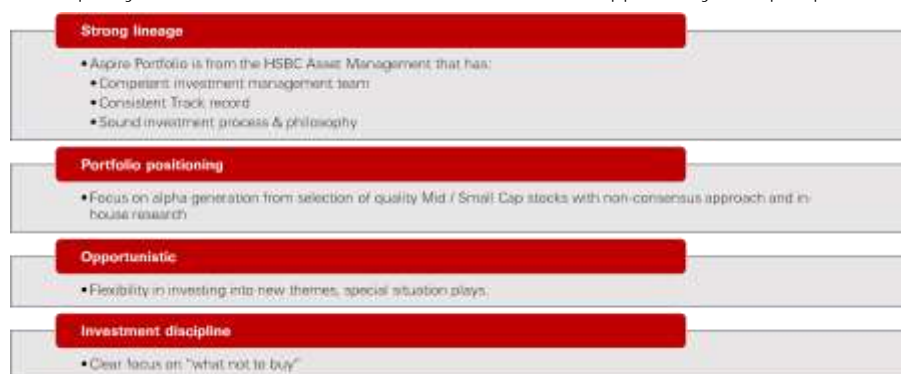 Strong lineage
• Aspire Portfolio is from the HSBC Asset Management that has:
• Competent investment management team
• Consistent Track record
• Sound investment process & philosophy
Portfolio positioning
• Focus on alpha generation from selection of quality Mid / Small Cap stocks with non-consensus approach and in-
house research
Opportunistic
• Flexibility in investing into new themes, special situation plays.
Investment discipline
• Clear focus on "what not to buy"